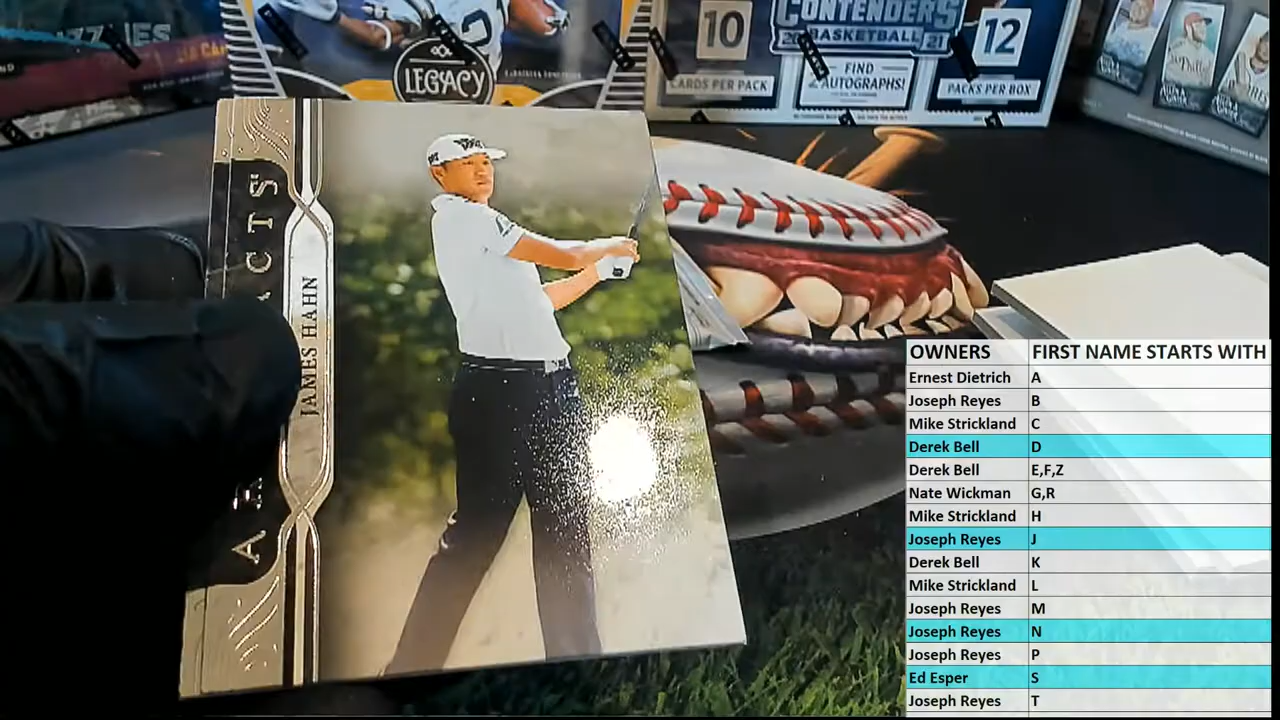 LEGACY
10
CARDS PER PACK
CONTENDERS
BASKETBALL
20 21
FIND
AUTOGRAPHS!
12
PACKS PER BOX
JAMES HAHN
OWNERS FIRST NAME STARTS WITH
Ernest Dietrich A
Joseph Reyes B
Mike Strickland C
Derek Bell D
Derek Bell E,F,Z
Nate Wickman G,R
Mike Strickland H
Joseph Reyes J
Derek Bell K
Mike Strickland L
Joseph Reyes M
Joseph Reyes N
Joseph Reyes P
Ed Esper S
Joseph Reyes T